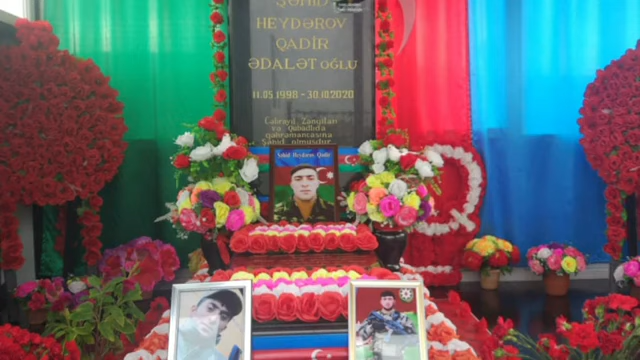 ŞƏHİD
HEYDƏROV
QADİR
ƏDALƏT OĞLU
11.05.1998 - 30.10.2020
Cəbrayıl, Zəngilan
və Qubadlıda
qəhrəmancasına
Şəhid olmuşdur
Şəhid Heydərov Qadir